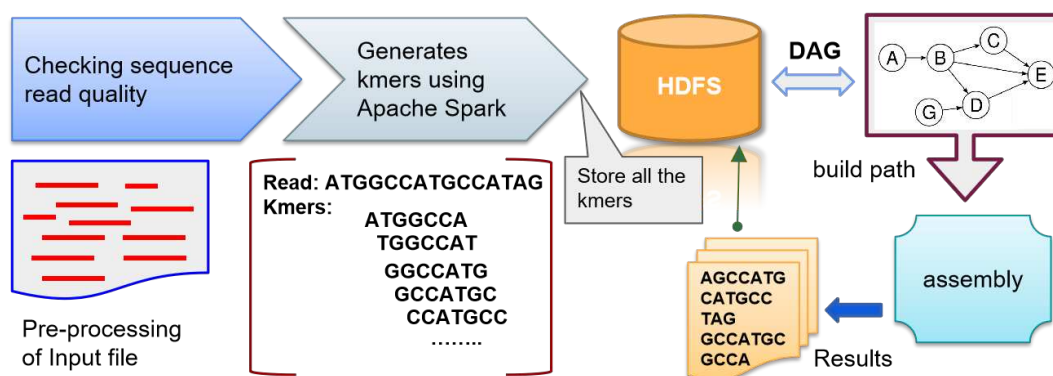 Checking sequence
read quality
Generates
kmers using
Apache Spark
HDFS
DAG
A
B
C
E
G
D
Store all the
kmers
build path
Read: ATGGCCATGCCATAG
Kmers:
ATGGCCA
TGGCCAT
GGCCATG
GCCATGC
CCATGCC
........
Pre-processing
of Input file
AGCCATG
CATGCC
TAG
GCCATGC
GCCA
Results
assembly